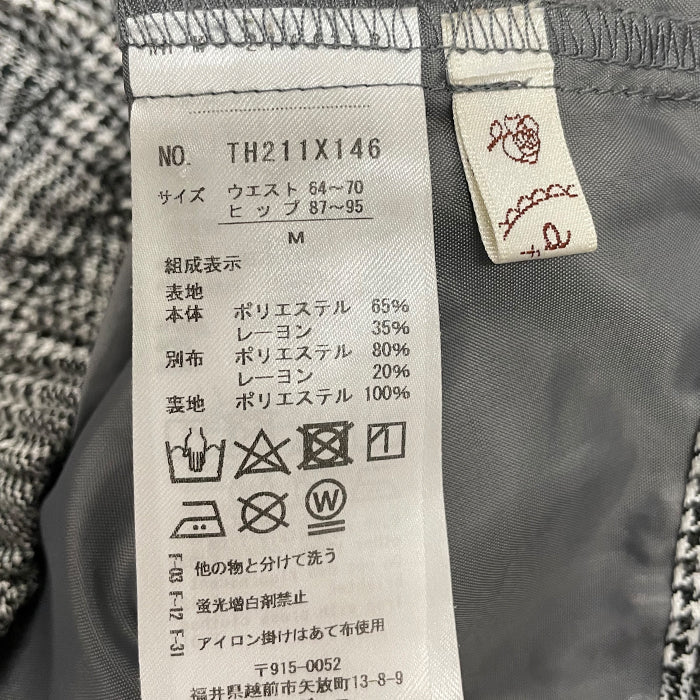 NO. TH211X146
サイズ ウエスト 64～70
ヒップ 87～95
M
組成表示
表地
本体 ポリエステル 65%
レーヨン 35%
別布 ポリエステル 80%
レーヨン 20%
裏地 ポリエステル 100%
W
F-03 他の物と分けて洗う
F-12 蛍光増白剤禁止
F-31 アイロン掛けはあて布使用
〒915-0052
福井県越前市矢放町13-8-9